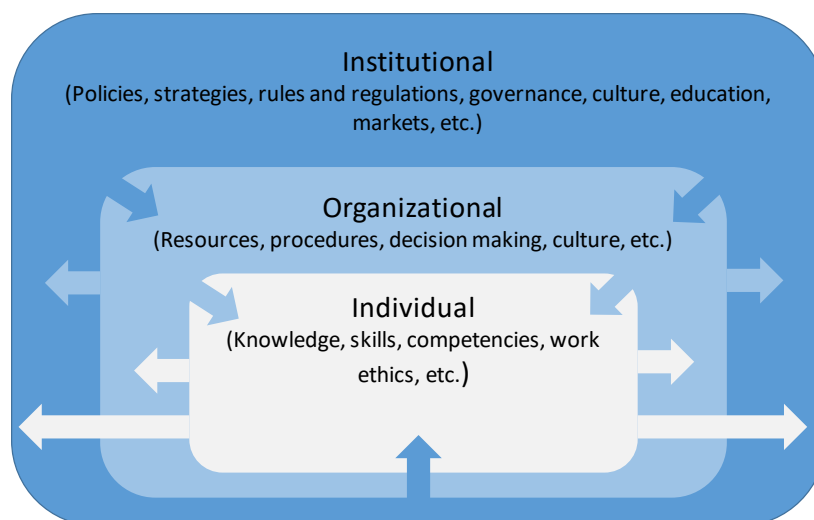 Institutional
(Policies, strategies, rules and regulations, governance, culture, education,
markets, etc.)
Organizational
(Resources, procedures, decision making, culture, etc.)
Individual
(Knowledge, skills, competencies, work
ethics, etc.)